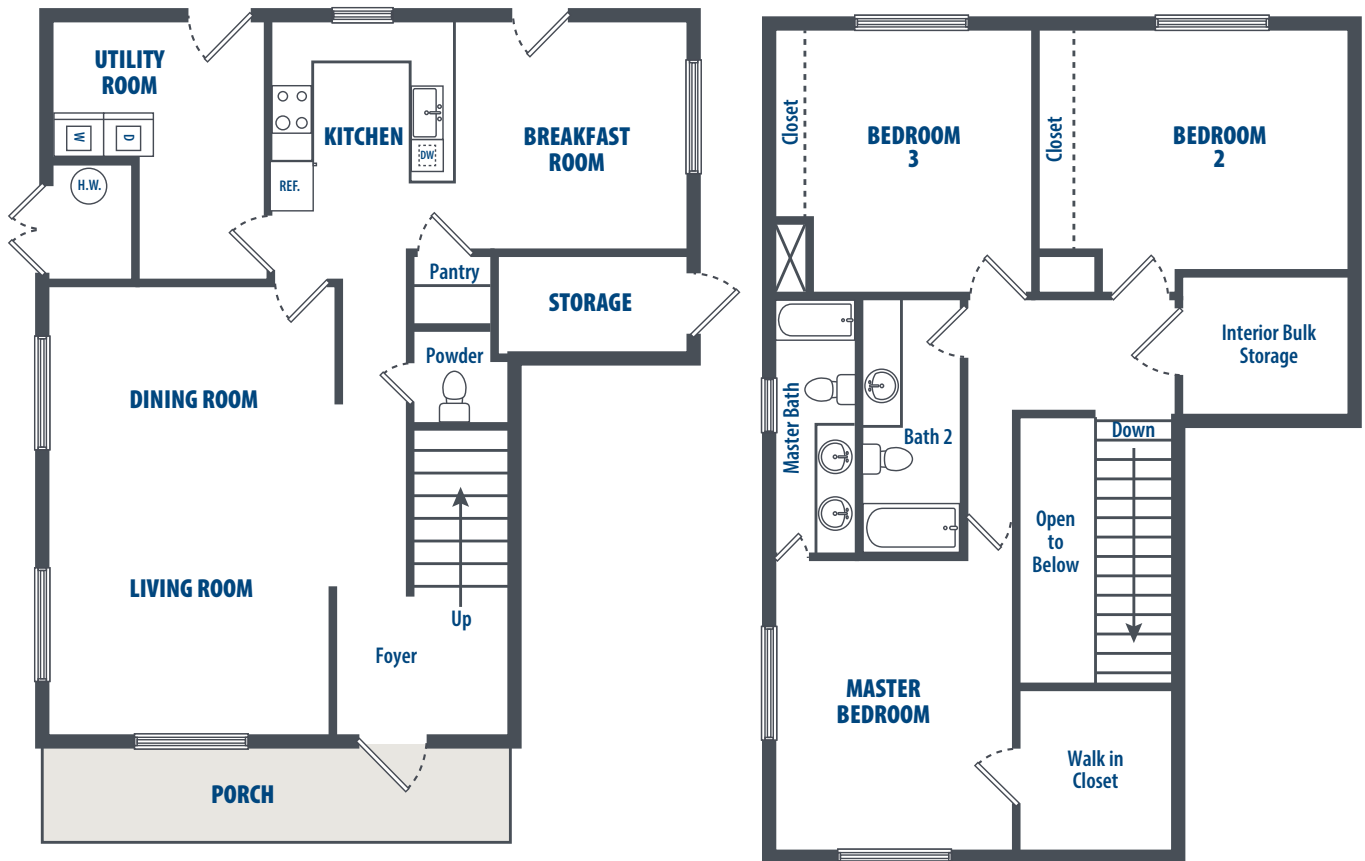 UTILITY
ROOM
W
D
H.W.
KITCHEN
REF.
DW
BREAKFAST
ROOM
Pantry
STORAGE
Powder
DINING ROOM
LIVING ROOM
Up
Foyer
PORCH
Closet
BEDROOM
3
Closet
BEDROOM
2
Interior Bulk
Storage
Master Bath
Bath 2
Down
Open
to
Below
MASTER
BEDROOM
Walk in
Closet